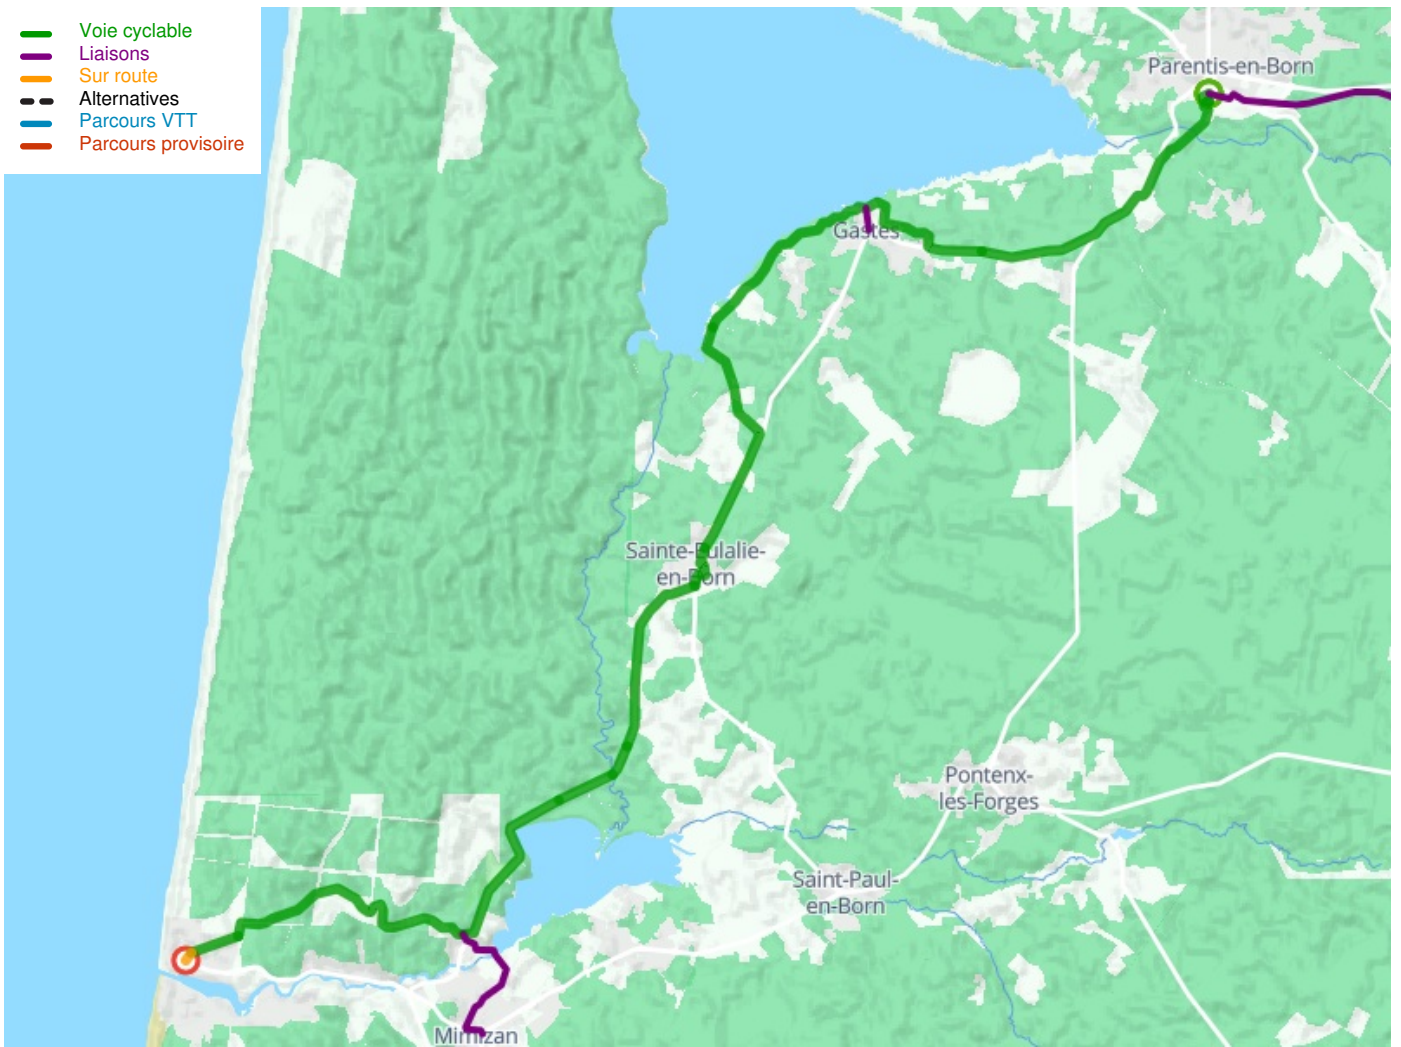 Voie cyclable
Liaisons
Sur route
Alternatives
Parcours VTT
Parcours provisoire
Parentis-en-Born
Gastes
Sainte-Eulalie-
en-Born
Pontenx-
les-Forges
Saint-Paul-
en-Born
Mimizan